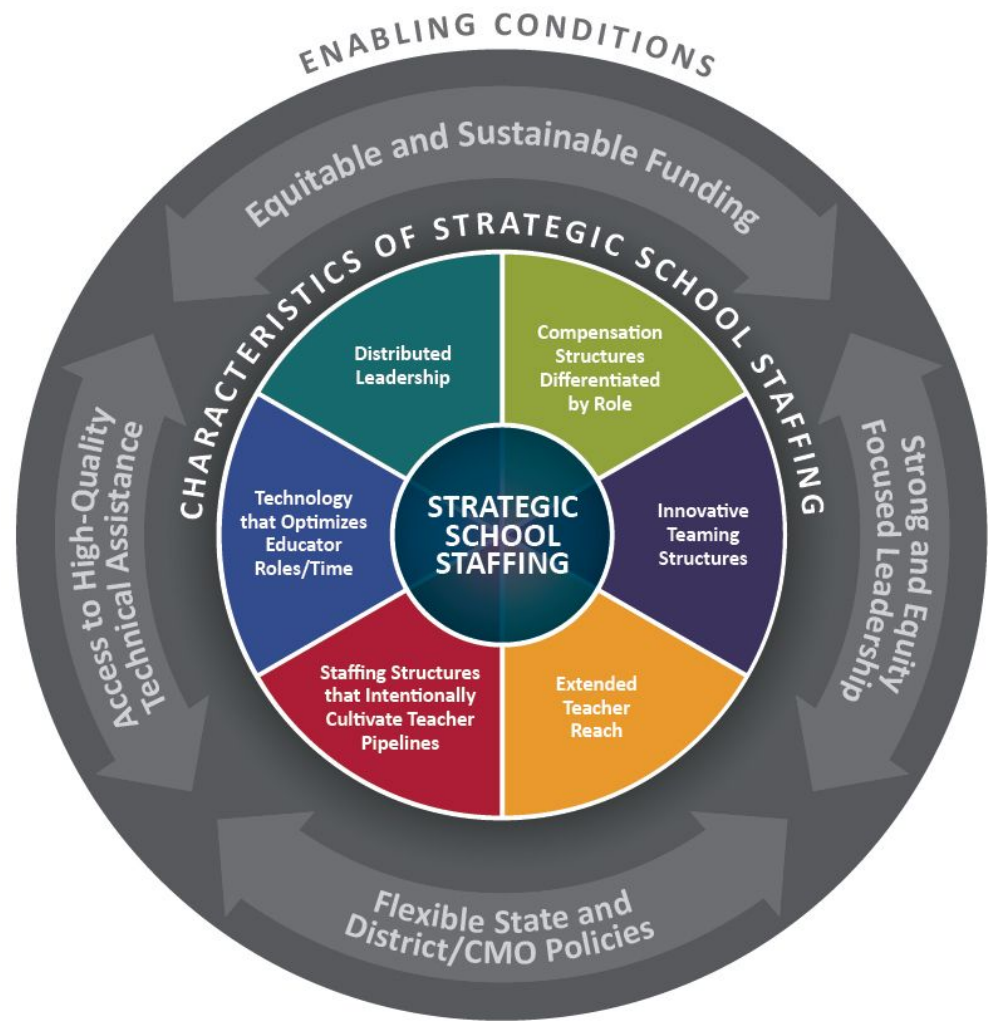 ENABLING CONDITIONS
Equitable and Sustainable Funding
CHARACTERISTICS OF STRATEGIC SCHOOL STAFFING
Distributed
Leadership
Compensation
Structures
Differentiated
by Role
Technology
that Optimizes
Educator
Roles/Time
STRATEGIC
SCHOOL
STAFFING
Innovative
Teaming
Structures
Staffing Structures
that Intentionally
Cultivate Teacher
Pipelines
Extended
Teacher
Reach
Access to High-Quality
Technical Assistance
Strong and Equity
Focused Leadership
Flexible State and
District/CMO Policies